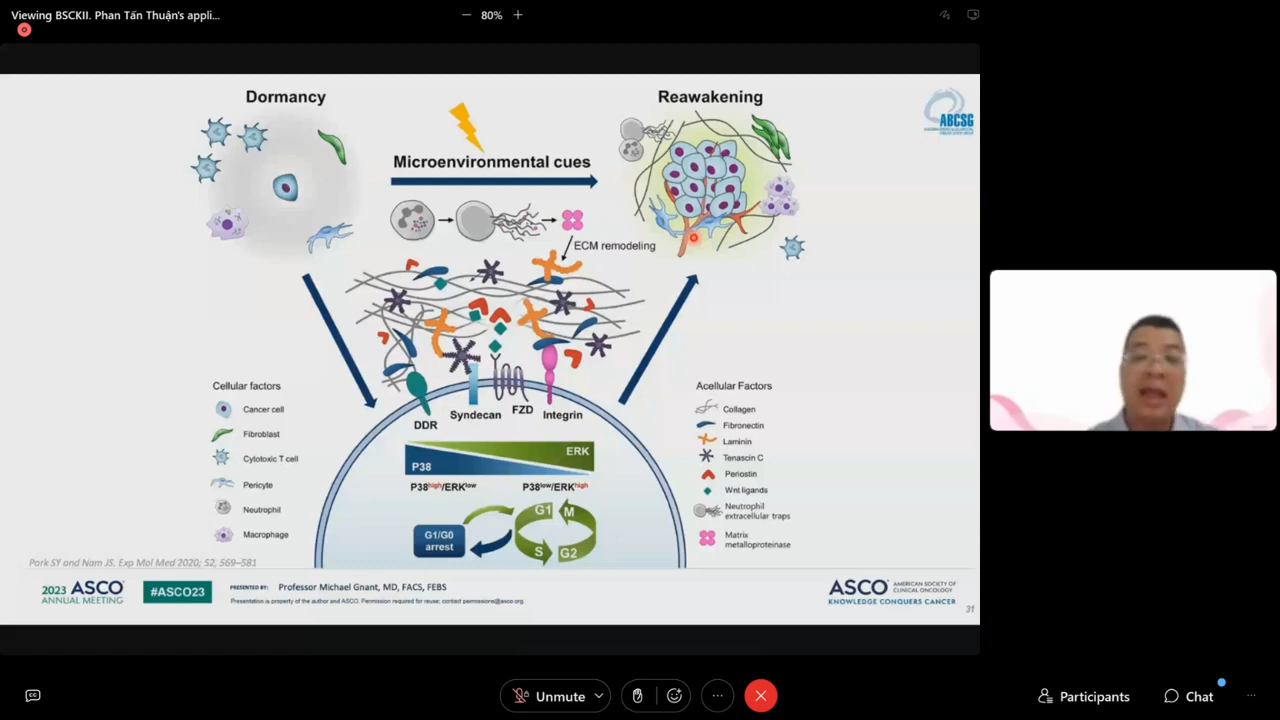 Viewing BSCKII. Phan Tấn Thuận's appli...
80%
Dormancy
Reawakening
ABCSG
Microenvironmental cues
ECM remodeling
Cellular factors
Cancer cell
Fibroblast
Cytotoxic T cell
Pericyte
Neutrophil
Macrophage
DDR
Syndecan
FZD
Integrin
ERK
P38
P38high/ERKlow
P38low/ERKhigh
G1/G0
arrest
G1
M
S
G2
Acellular Factors
Collagen
Fibronectin
Laminin
Tenascin C
Periostin
Wnt ligands
Neutrophil
extracellular traps
Matrix
metalloproteinase
Park SY and Nam JS. Exp Mol Med 2020; 52, 569–581
2023 ASCO
ANNUAL MEETING
#ASCO23
PRESENTED BY: Professor Michael Gnant, MD, FACS, FEBS
Presentation is property of the author and ASCO. Permission required for reuse; contact permissions@asco.org.
ASCO AMERICAN SOCIETY OF
CLINICAL ONCOLOGY
KNOWLEDGE CONQUERS CANCER
31
CC
Unmute
Participants
Chat